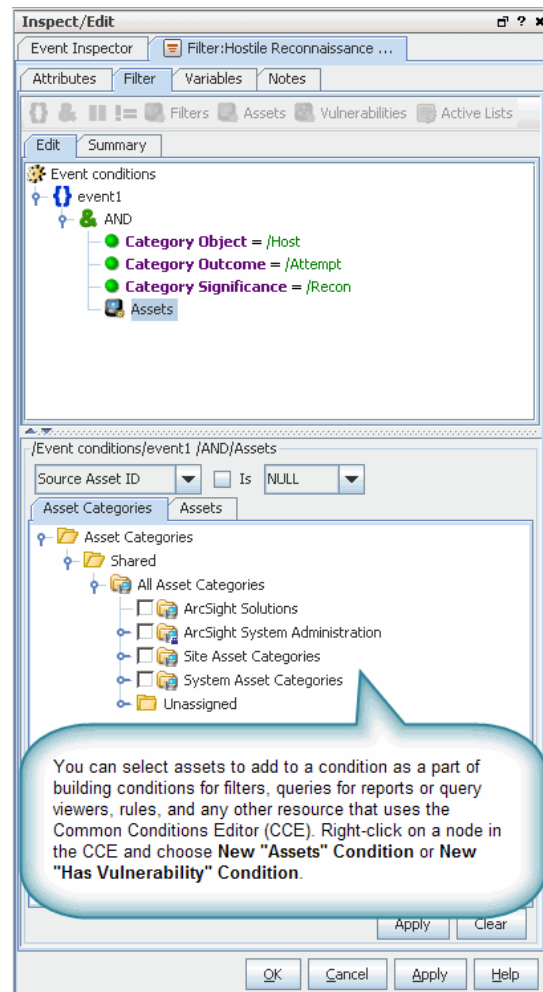 Inspect/Edit
Event Inspector
Filter:Hostile Reconnaissance ...
Attributes Filter Variables Notes
{} & != Filters Assets Vulnerabilities Active Lists
Edit Summary
Event conditions
{} event1
& AND
Category Object = /Host
Category Outcome = /Attempt
Category Significance = /Recon
Assets
/Event conditions/event1 /AND/Assets
Source Asset ID Is NULL
Asset Categories Assets
Asset Categories
Shared
All Asset Categories
ArcSight Solutions
ArcSight System Administration
Site Asset Categories
System Asset Categories
Unassigned
You can select assets to add to a condition as a part of
building conditions for filters, queries for reports or query
viewers, rules, and any other resource that uses the
Common Conditions Editor (CCE). Right-click on a node in
the CCE and choose New "Assets" Condition or New
"Has Vulnerability" Condition.
Apply Clear
OK Cancel Apply Help